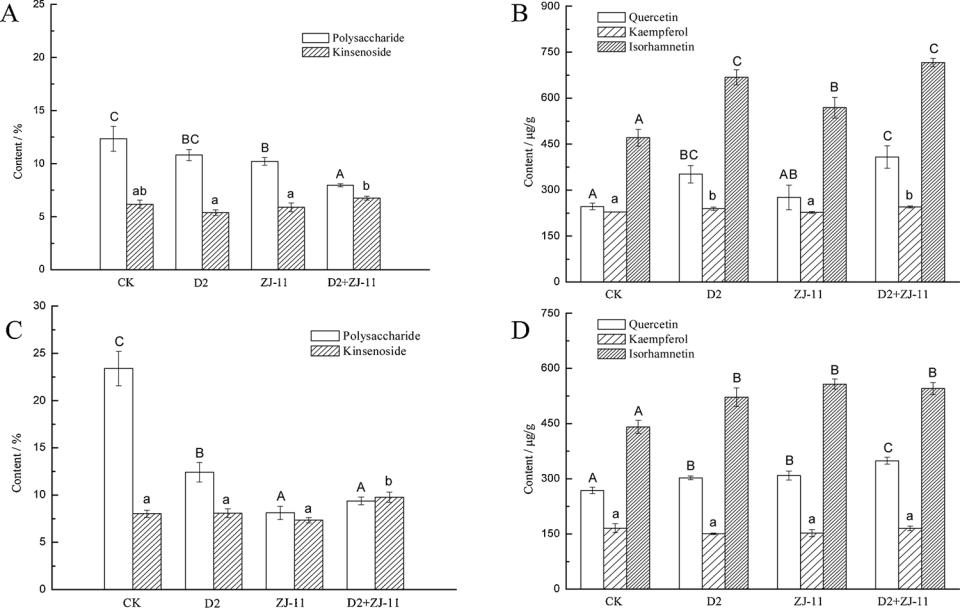 A
Polysaccharide
Kinsenoside
Content / %
25
20
15
10
5
0
C
BC
B
A
ab
a
a
b
CK D2 ZJ-11 D2+ZJ-11
B
Quercetin
Kaempferol
Isorhamnetin
Content / μg/g
900
750
600
450
300
150
0
A a A
BC b C
AB a B
C b C
CK D2 ZJ-11 D2+ZJ-11
C
Polysaccharide
Kinsenoside
Content / %
30
25
20
15
10
5
0
C a
B a
A a
A b
CK D2 ZJ-11 D2+ZJ-11
D
Quercetin
Kaempferol
Isorhamnetin
Content / μg/g
750
600
450
300
150
0
A a A
B a B
B a B
C a B
CK D2 ZJ-11 D2+ZJ-11